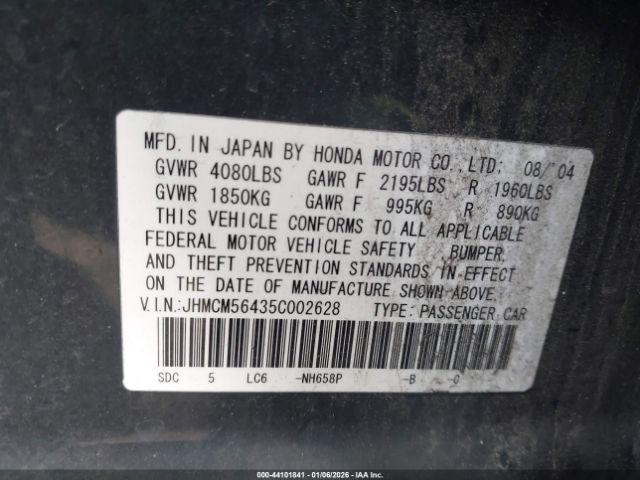 MFD. IN JAPAN BY HONDA MOTOR CO., LTD: 08/'04
GVWR 4080LBS GAWR F 2195LBS R 1960LBS
GVWR 1850KG GAWR F 995KG R 890KG
THIS VEHICLE CONFORMS TO ALL APPLICABLE
FEDERAL MOTOR VEHICLE SAFETY BUMPER,
AND THEFT PREVENTION STANDARDS IN EFFECT
ON THE DATE OF MANUFACTURE SHOWN ABOVE.
V.I.N.:JHMCM56435C002628 TYPE: PASSENGER CAR
SDC 5 LC6 -NH658P -B -C
000-44101841 - 01/06/2026 - IAAI.com